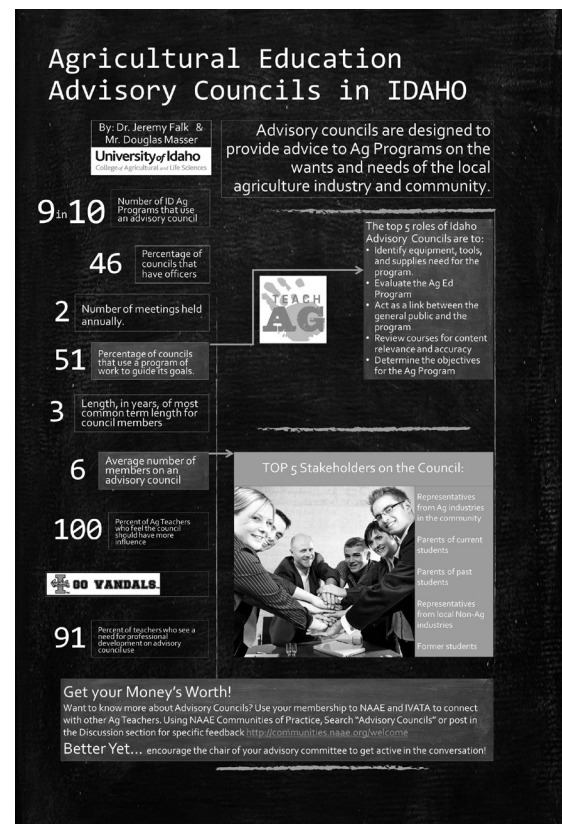 Agricultural Education
Advisory Councils in IDAHO
By: Dr. Jeremy Falk &
Mr. Douglas Masser
University of Idaho
College of Agricultural and Life Sciences
Advisory councils are designed to
provide advice to Ag Programs on the
wants and needs of the local
agriculture industry and community.
9 in 10
Number of ID Ag
Programs that use
an advisory council
46
Percentage of
councils that
have officers
2
Number of meetings held
annually.
51
Percentage of councils
that use a program of
work to guide its goals.
3
Length, in years, of most
common term length for
council members
6
Average number of
members on an
advisory council
100
Percent of Ag Teachers
who feel the council
should have more
influence
I
GO VANDALS.
91
Percent of teachers who see a
need for professional
development on advisory
council use
TEACH
AG
The top 5 roles of Idaho
Advisory Councils are to:
• Identify equipment, tools,
and supplies need for the
program.
• Evaluate the Ag Ed
Program
• Act as a link between the
general public and the
program
• Review courses for content
relevance and accuracy
• Determine the objectives
for the Ag Program
TOP 5 Stakeholders on the Council:
Representatives
from Ag industries
in the community
Parents of current
students
Parents of past
students
Representatives
from local Non-Ag
industries
Former students
Get your Money's Worth!
Want to know more about Advisory Councils? Use your membership to NAAE and IVATA to connect
with other Ag Teachers. Using NAAE Communities of Practice, Search "Advisory Councils" or post in
the Discussion section for specific feedback http://communities.naae.org/welcome
Better Yet... encourage the chair of your advisory committee to get active in the conversation!